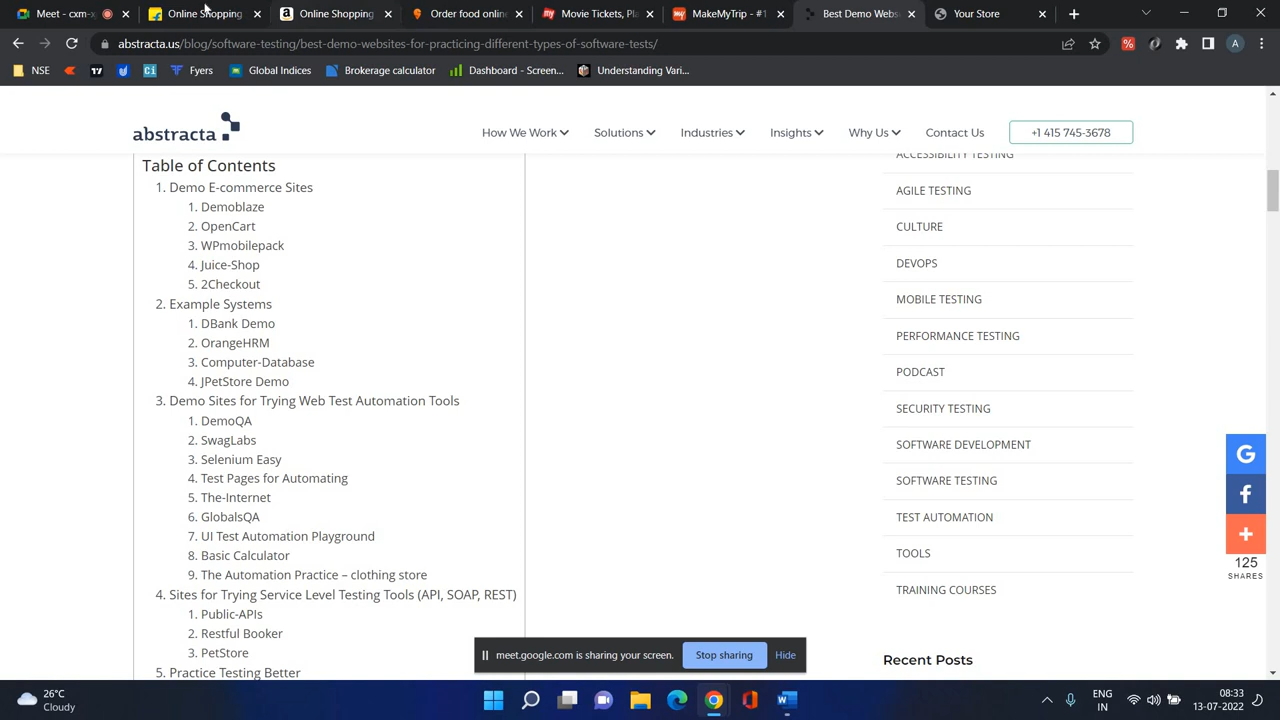 Meet - cxm-x
Online Shopping
Online Shopping
Order food online
Movie Tickets, Pla
MakeMyTrip - #1
Best Demo Webs
Your Store
abstracta.us/blog/software-testing/best-demo-websites-for-practicing-different-types-of-software-tests/
A
NSE
Fyers
Global Indices
Brokerage calculator
Dashboard - Screen...
Understanding Vari...
abstracta
How We Work
Solutions
Industries
Insights
Why Us
Contact Us
+1 415 745-3678
Table of Contents
1. Demo E-commerce Sites
1. Demoblaze
2. OpenCart
3. WPmobilepack
4. Juice-Shop
5. 2Checkout
2. Example Systems
1. DBank Demo
2. OrangeHRM
3. Computer-Database
4. JPetStore Demo
3. Demo Sites for Trying Web Test Automation Tools
1. DemoQA
2. SwagLabs
3. Selenium Easy
4. Test Pages for Automating
5. The-Internet
6. GlobalsQA
7. UI Test Automation Playground
8. Basic Calculator
9. The Automation Practice – clothing store
4. Sites for Trying Service Level Testing Tools (API, SOAP, REST)
1. Public-APIs
2. Restful Booker
3. PetStore
5. Practice Testing Better
ACCESSIBILITY TESTING
AGILE TESTING
CULTURE
DEVOPS
MOBILE TESTING
PERFORMANCE TESTING
PODCAST
SECURITY TESTING
SOFTWARE DEVELOPMENT
SOFTWARE TESTING
TEST AUTOMATION
TOOLS
TRAINING COURSES
Recent Posts
125
SHARES
meet.google.com is sharing your screen.
Stop sharing
Hide
26°C
Cloudy
ENG
IN
08:33
13-07-2022